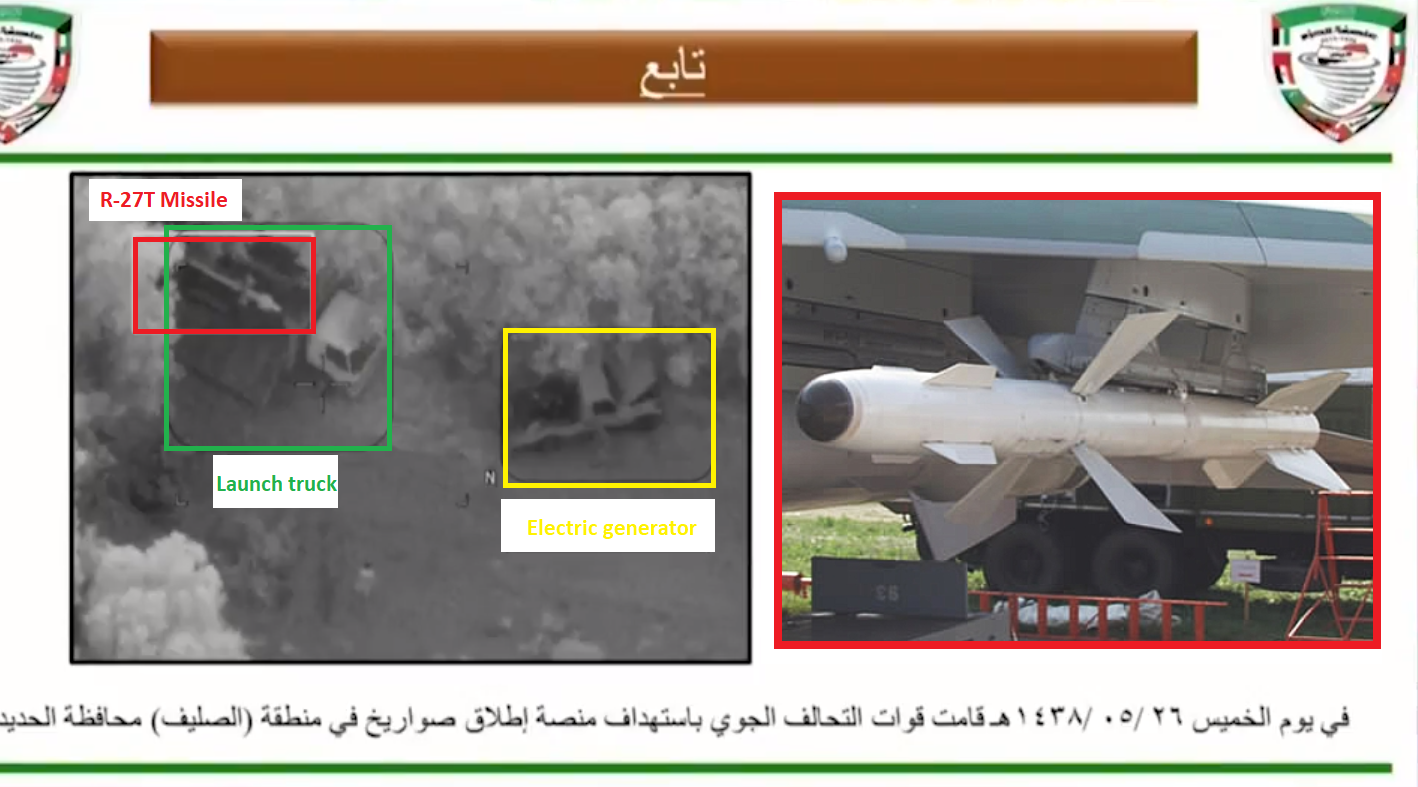 تابع
R-27T Missile
Launch truck
N
Electric generator
93
في يوم الخميس ٢٦/ ٠٥ /١٤٣٨هـ قامت قوات التحالف الجوي باستهداف منصة إطلاق صواريخ في منطقة (الصليف) محافظة الحديد